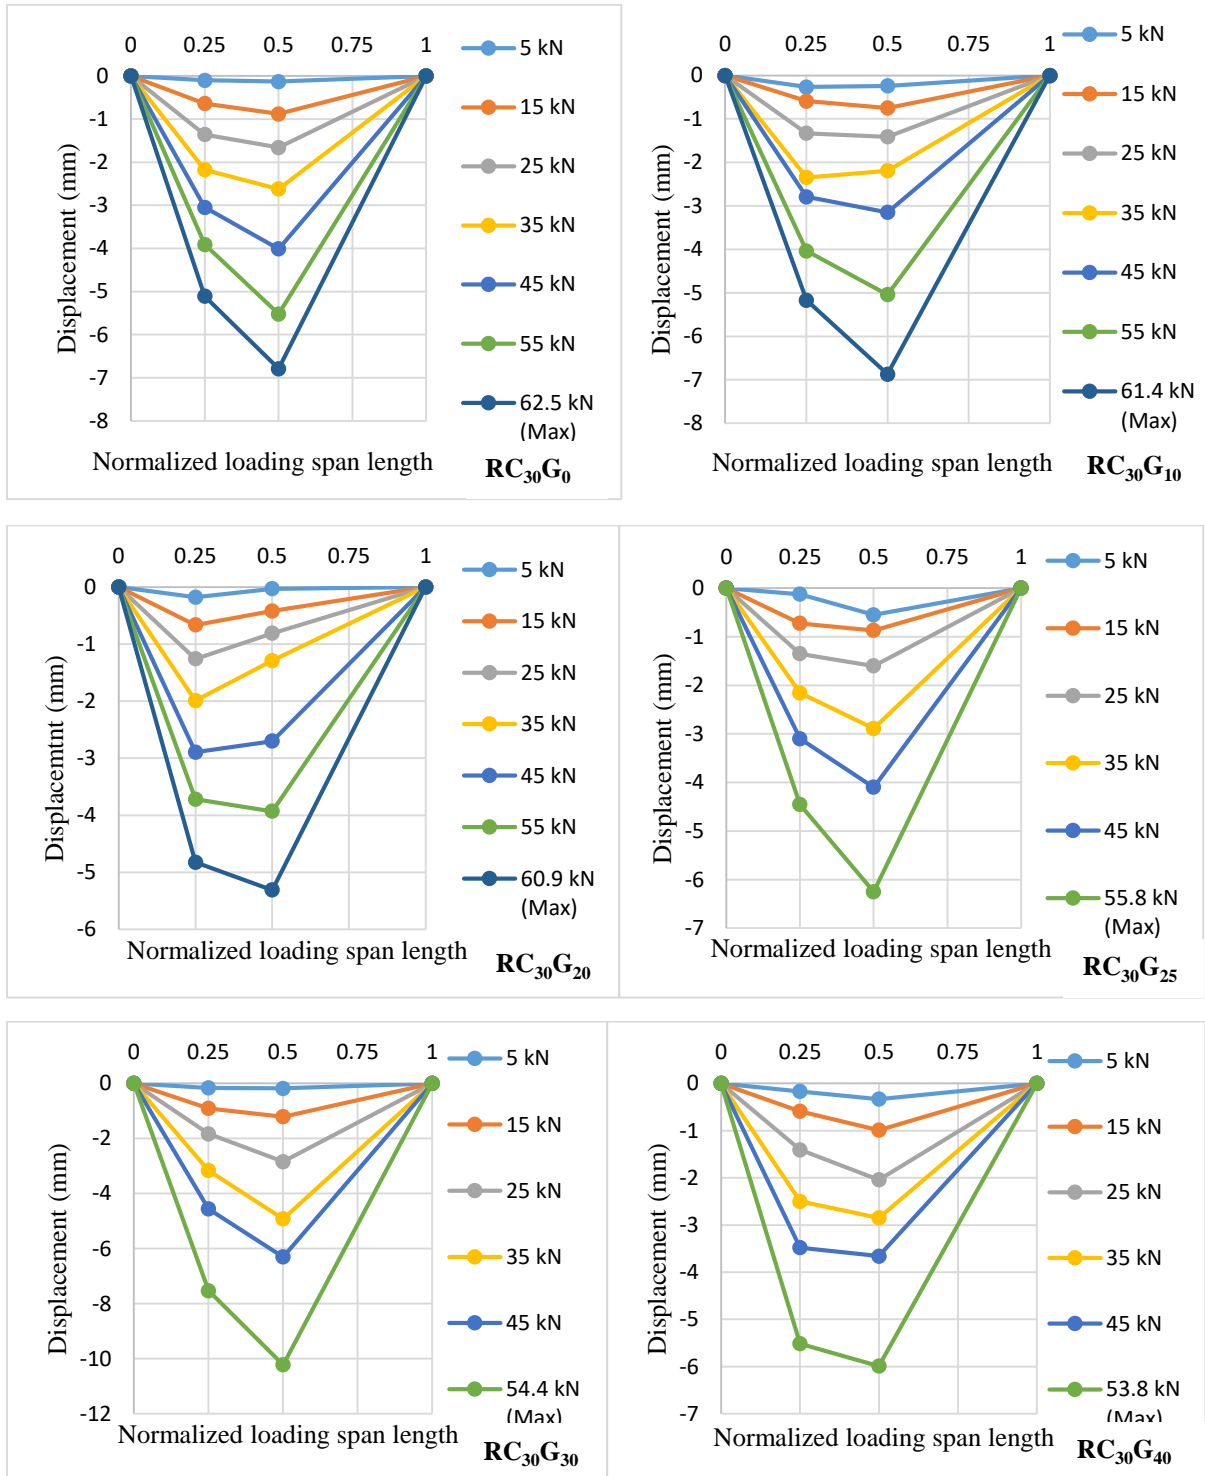 0 0.25 0.5 0.75 1
0
-1
-2
-3
-4
-5
-6
-7
-8
Displacement (mm)
Normalized loading span length
5 kN
15 kN
25 kN
35 kN
45 kN
55 kN
62.5 kN
(Max)
RC30G0
0 0.25 0.5 0.75 1
0
-1
-2
-3
-4
-5
-6
-7
-8
Displacement (mm)
Normalized loading span length
5 kN
15 kN
25 kN
35 kN
45 kN
55 kN
61.4 kN
(Max)
RC30G10
0 0.25 0.5 0.75 1
0
-1
-2
-3
-4
-5
-6
Displacemtnt (mm)
Normalized loading span length
5 kN
15 kN
25 kN
35 kN
45 kN
55 kN
60.9 kN
(Max)
RC30G20
0 0.25 0.5 0.75 1
0
-1
-2
-3
-4
-5
-6
-7
Displacement (mm)
Normalized loading span length
5 kN
15 kN
25 kN
35 kN
45 kN
55.8 kN
(Max)
RC30G25
0 0.25 0.5 0.75 1
0
-2
-4
-6
-8
-10
-12
Displacement (mm)
Normalized loading span length
5 kN
15 kN
25 kN
35 kN
45 kN
54.4 kN
(Max)
RC30G30
0 0.25 0.5 0.75 1
0
-1
-2
-3
-4
-5
-6
-7
Displacement (mm)
Normalized loading span length
5 kN
15 kN
25 kN
35 kN
45 kN
53.8 kN
(Max)
RC30G40